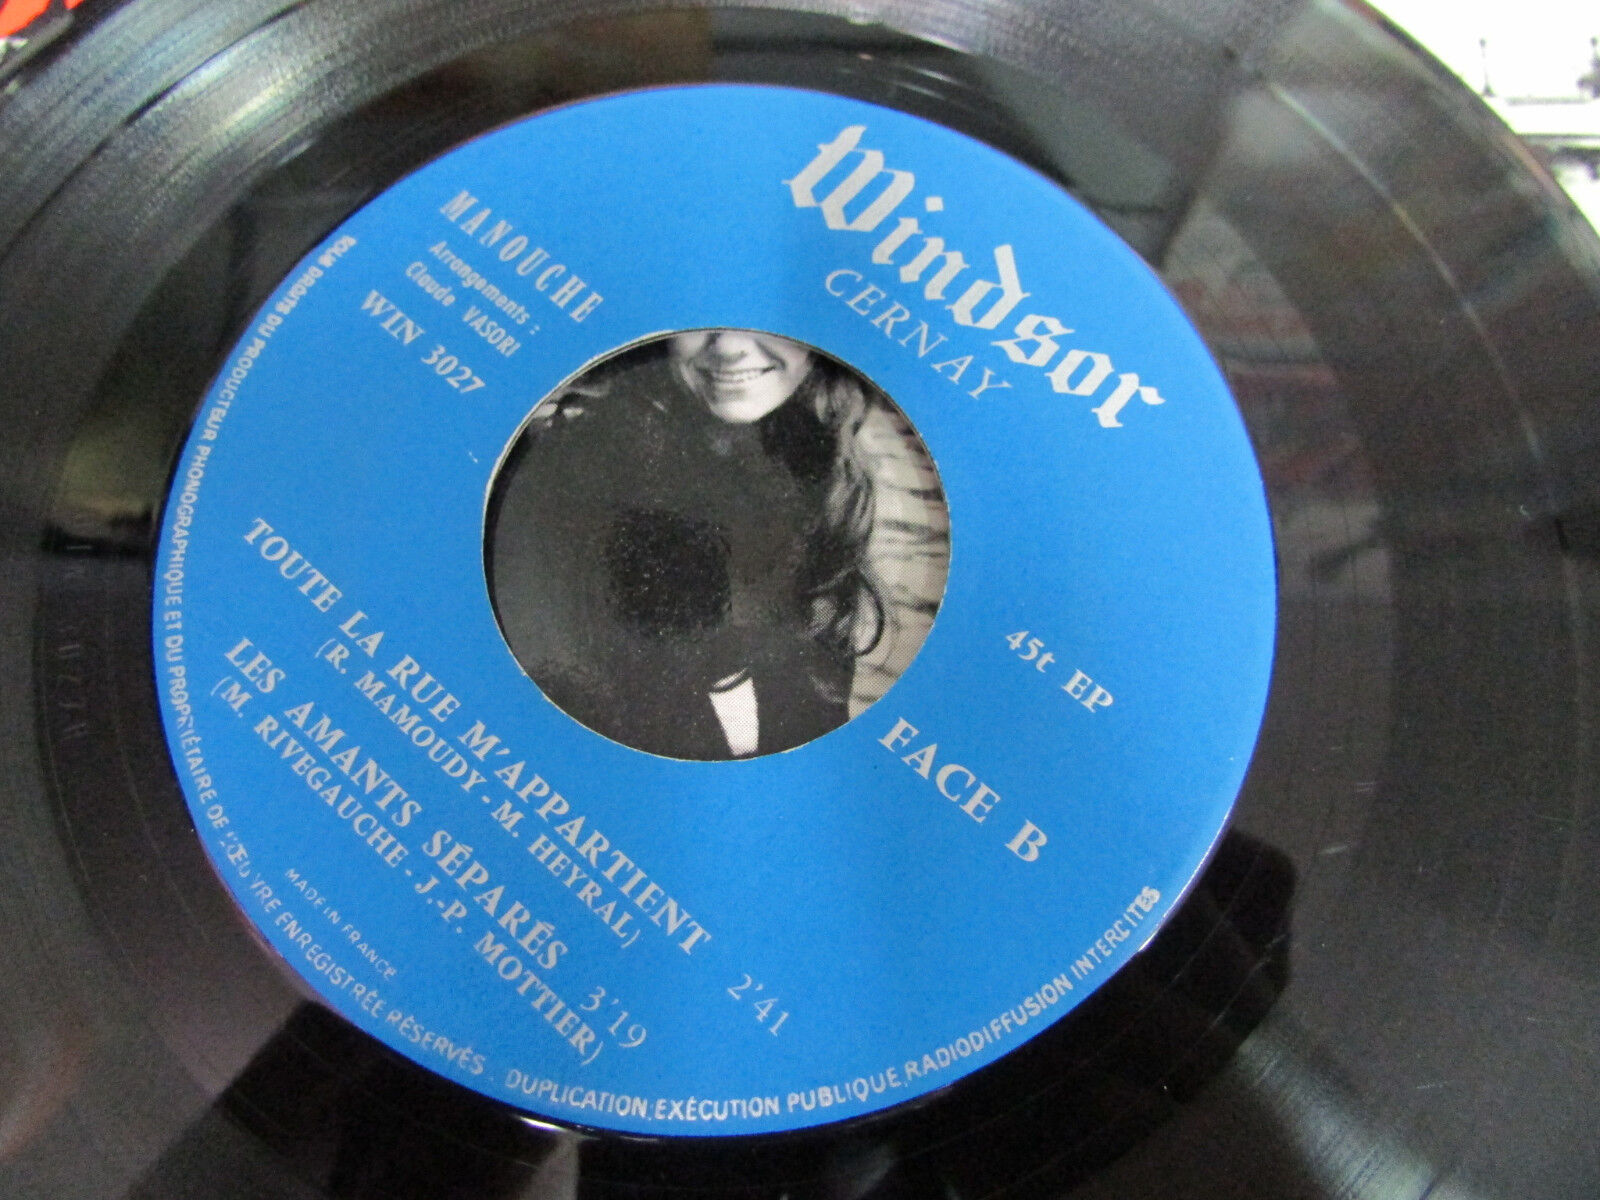 Windsor
CERNAY
MANOUCHE
Arrangements :
Claude VASORI
WIN 3027
45t EP
FACE B
TOUTE LA RUE M'APPARTIENT 2'41
(R. MAMOUDY - M. HEYRAL)
LES AMANTS SÉPARÉS 3'19
(M. RIVEGAUCHE - J.-P. MOTTIER)
MADE IN FRANCE
DROITS DU PRODUCTEUR PHONOGRAPHIQUE ET DU PROPRIÉTAIRE DE L'ŒUVRE ENREGISTRÉE RÉSERVÉS . DUPLICATION, EXÉCUTION PUBLIQUE, RADIODIFFUSION INTERDITES